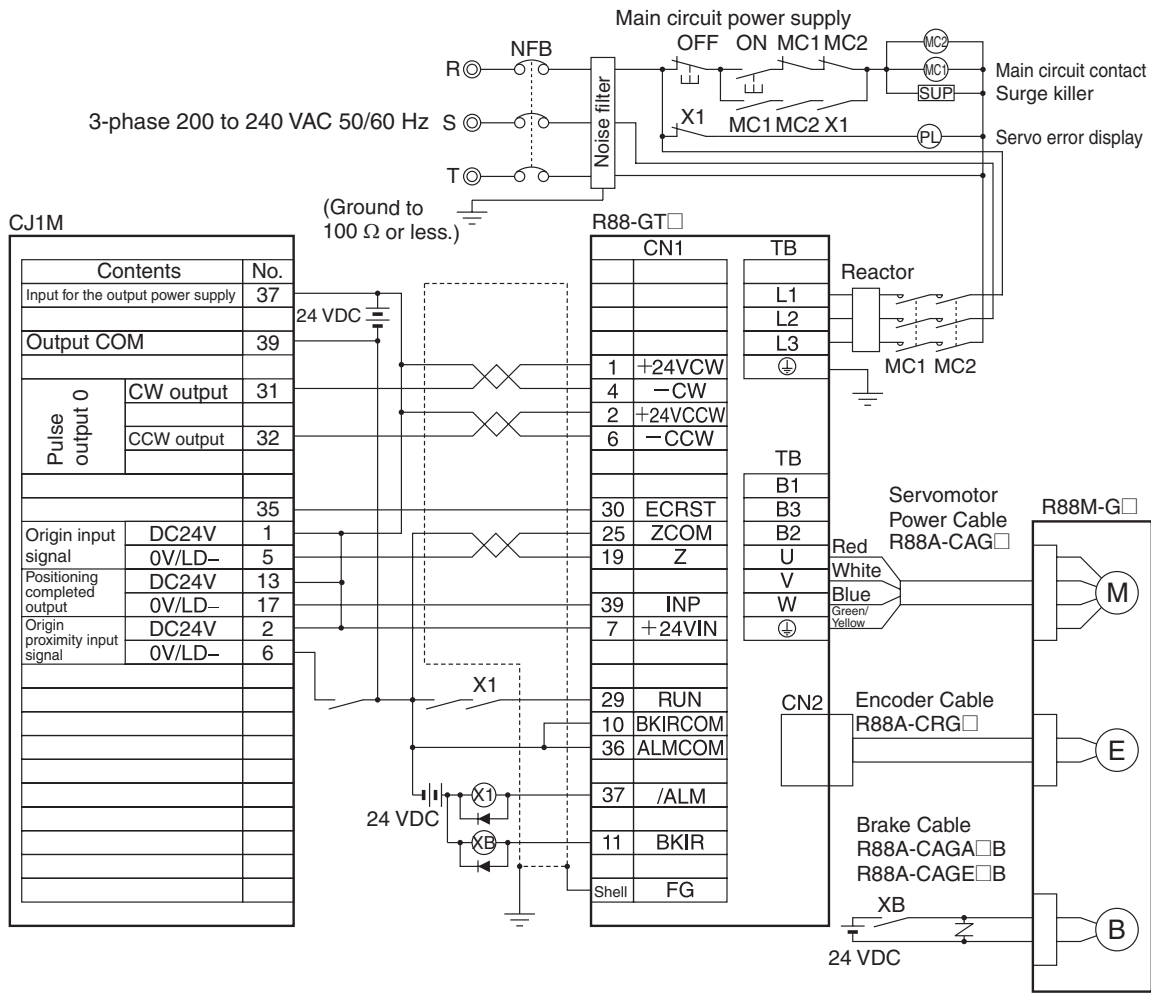 Main circuit power supply
NFB
OFF ON MC1 MC2
MC2
R
MC1
Main circuit contact
SUP
Surge killer
Noise filter
3-phase 200 to 240 VAC 50/60 Hz S
X1
MC1 MC2 X1
PL
Servo error display
T
(Ground to
100 Ω or less.)
CJ1M
R88-GT□
CN1
TB
Contents
No.
Reactor
Input for the output power supply
37
24 VDC
L1
L2
Output COM
39
L3
MC1 MC2
1
+24VCW
Pulse
output 0
CW output
31
4
−CW
2
+24VCCW
CCW output
32
6
−CCW
TB
B1
Servomotor
Power Cable
R88A-CAG□
R88M-G□
35
30
ECRST
B3
Origin input
signal
DC24V
1
25
ZCOM
B2
0V/LD−
5
19
Z
U
Red
Positioning
completed
output
DC24V
13
V
White
M
0V/LD−
17
39
INP
W
Blue
Green/
Yellow
Origin
proximity input
signal
DC24V
2
7
+24VIN
0V/LD−
6
X1
29
RUN
CN2
Encoder Cable
R88A-CRG□
10
BKIRCOM
36
ALMCOM
E
X1
37
/ALM
24 VDC
XB
11
BKIR
Brake Cable
R88A-CAGA□B
R88A-CAGE□B
Shell
FG
XB
B
24 VDC